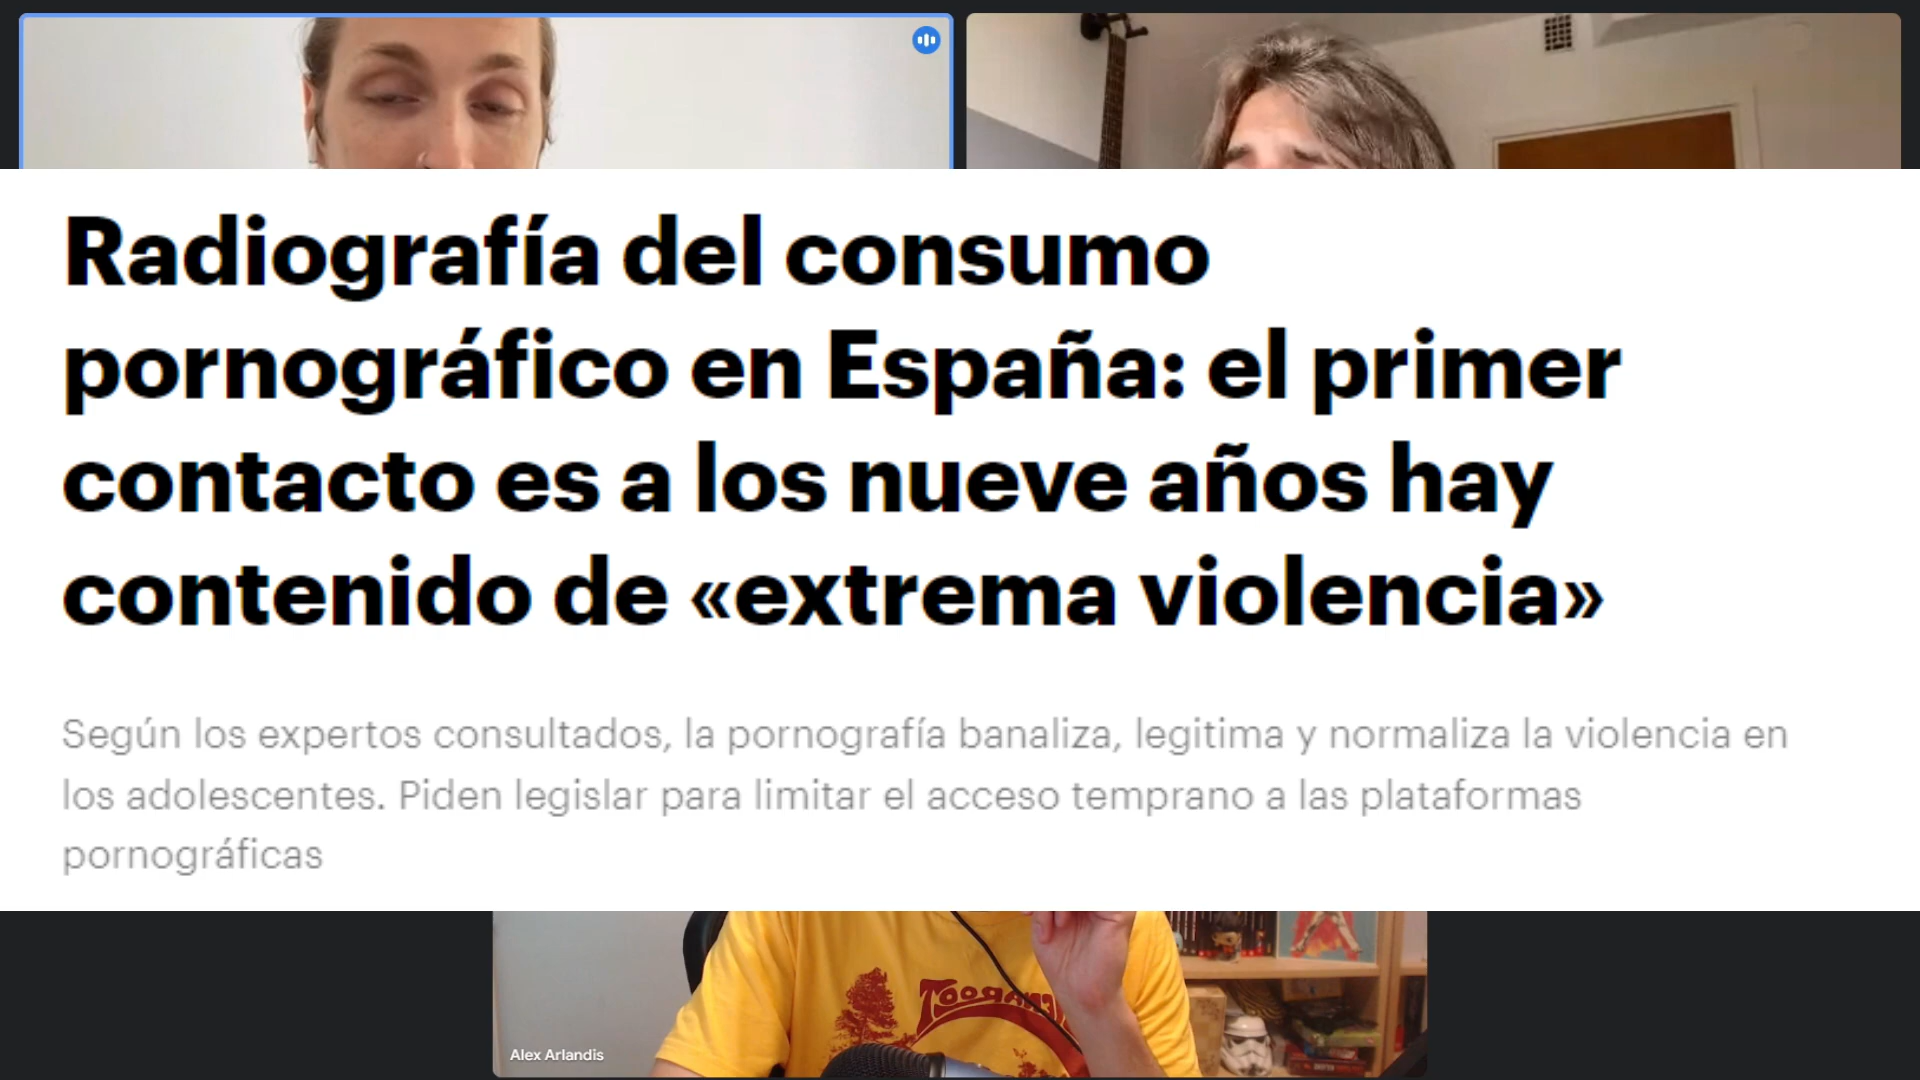 Radiografía del consumo
pornográfico en España: el primer
contacto es a los nueve años hay
contenido de «extrema violencia»
Según los expertos consultados, la pornografía banaliza, legitima y normaliza la violencia en
los adolescentes. Piden legislar para limitar el acceso temprano a las plataformas
pornográficas
Alex Arlandis